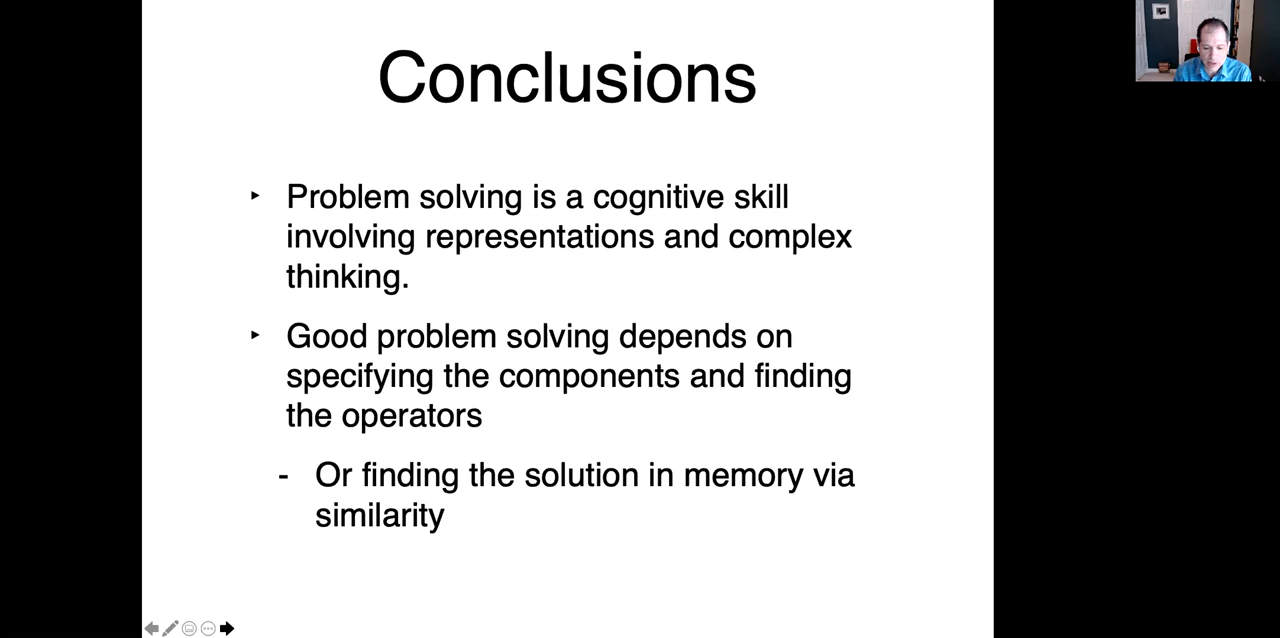 Conclusions
‣ Problem solving is a cognitive skill
involving representations and complex
thinking.
‣ Good problem solving depends on
specifying the components and finding
the operators
- Or finding the solution in memory via
similarity